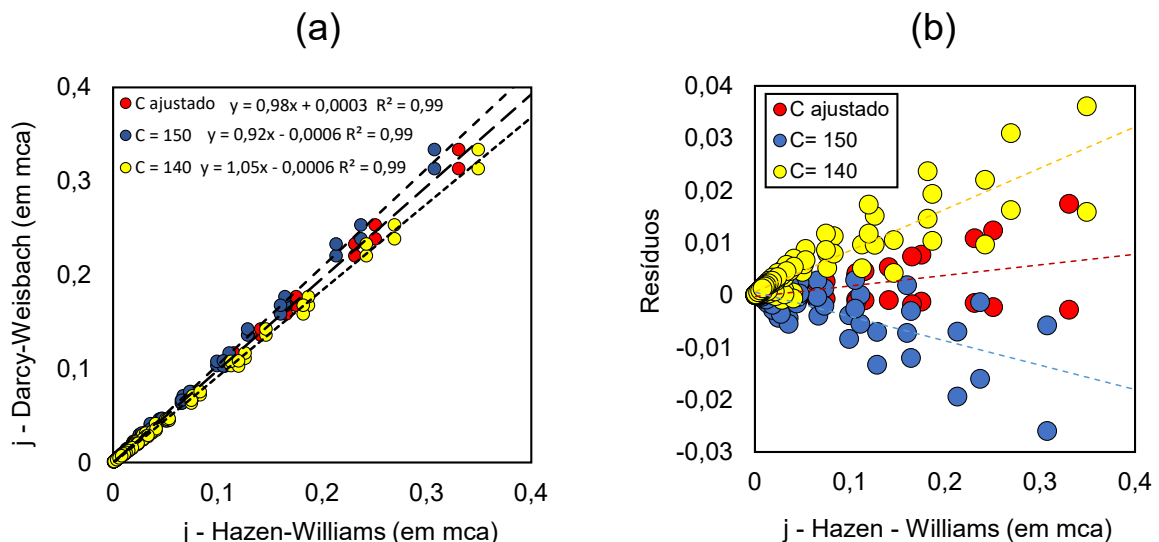 (a)
j - Darcy-Weisbach (em mca)
0,4
0,3
0,2
0,1
0
C ajustado y = 0,98x + 0,0003 R² = 0,99
C = 150 y = 0,92x - 0,0006 R² = 0,99
C = 140 y = 1,05x - 0,0006 R² = 0,99
0 0,1 0,2 0,3 0,4
j - Hazen-Williams (em mca)
(b)
Resíduos
0,04
0,03
0,02
0,01
0
-0,01
-0,02
-0,03
C ajustado
C= 150
C= 140
0 0,1 0,2 0,3 0,4
j - Hazen - Williams (em mca)